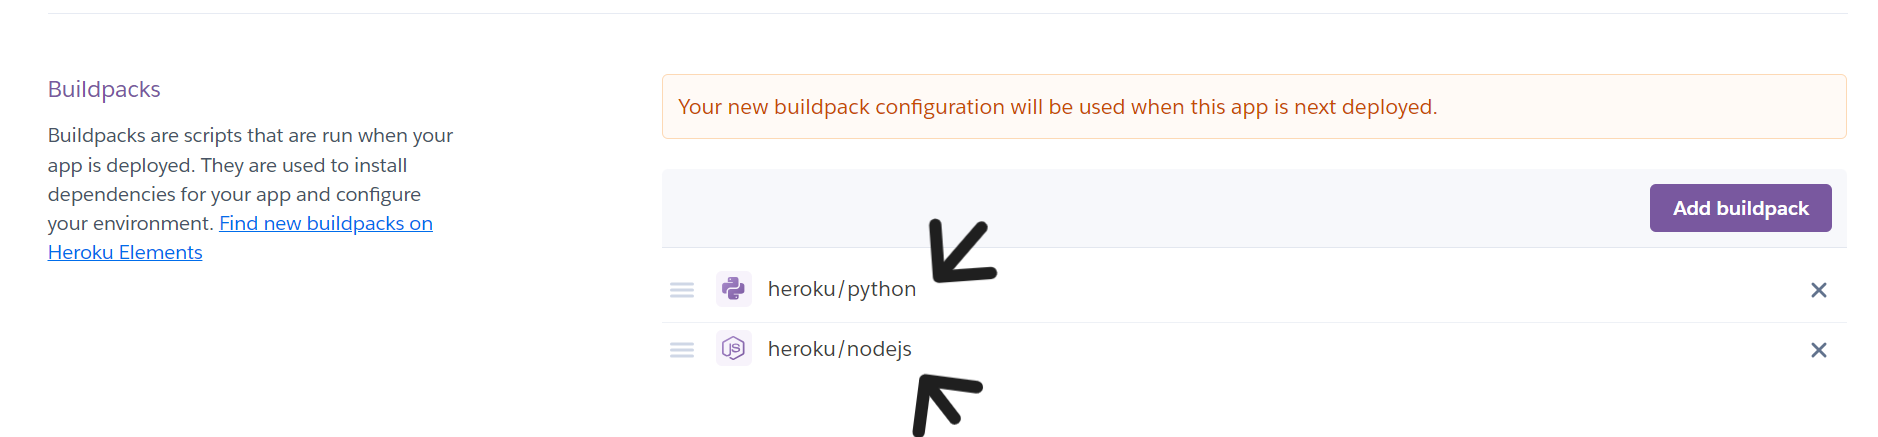 Buildpacks
Buildpacks are scripts that are run when your
app is deployed. They are used to install
dependencies for your app and configure
your environment. Find new buildpacks on
Heroku Elements
Your new buildpack configuration will be used when this app is next deployed.
Add buildpack
heroku/python
heroku/nodejs